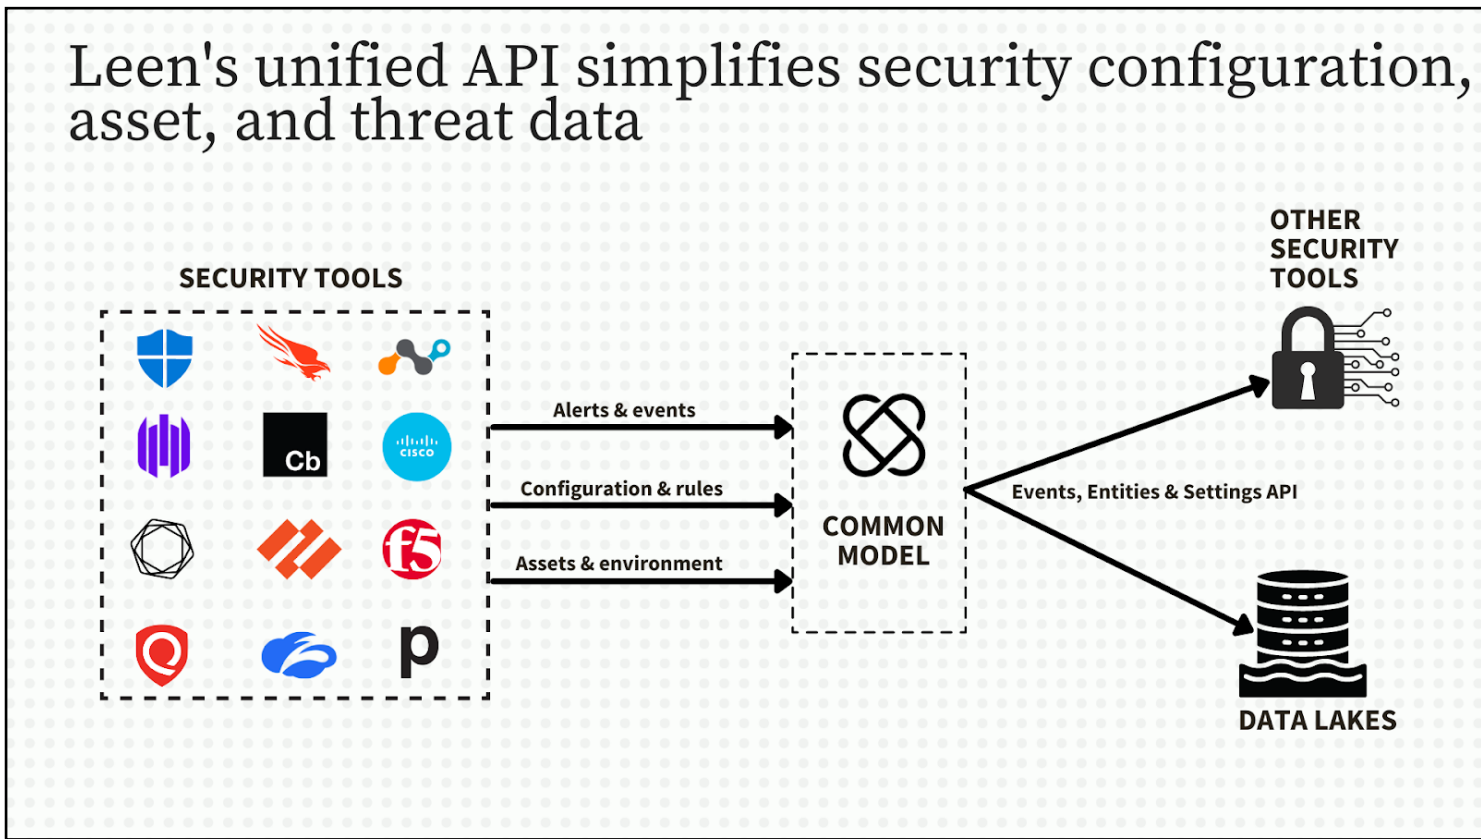 Leen's unified API simplifies security configuration,
asset, and threat data
SECURITY TOOLS
Cb
CISCO
f5
p
Alerts & events
Configuration & rules
Assets & environment
COMMON
MODEL
Events, Entities & Settings API
OTHER
SECURITY
TOOLS
DATA LAKES